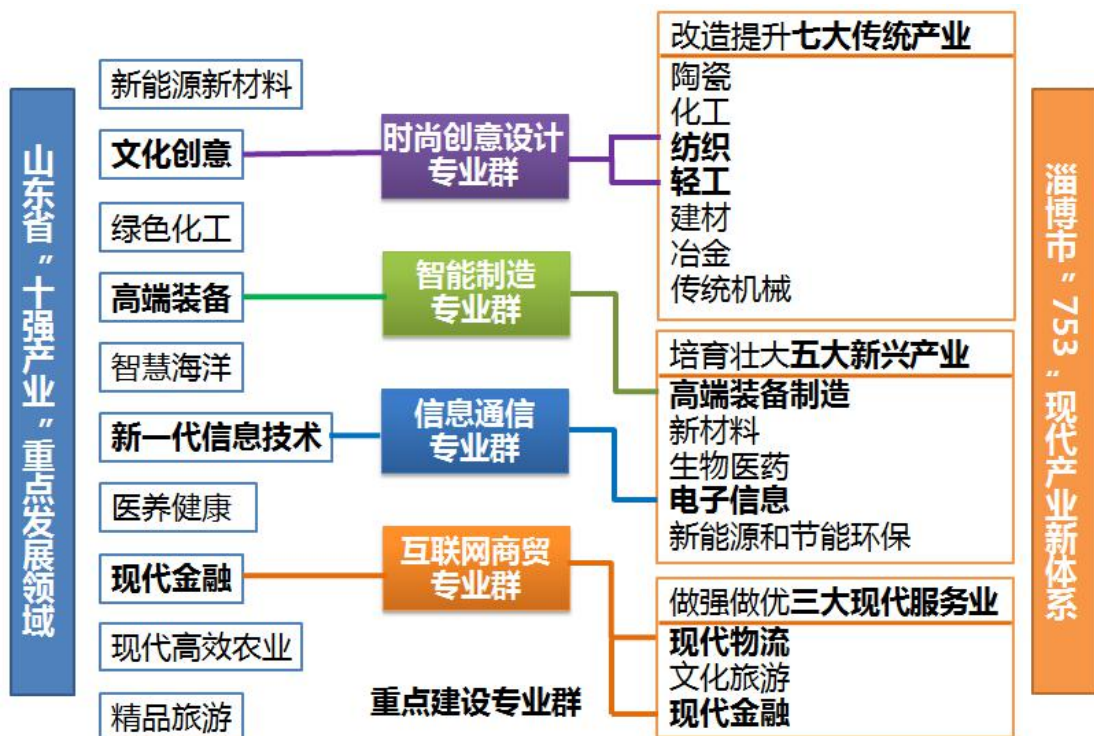 山东省“十强产业”重点发展领域
新能源新材料
文化创意
绿色化工
高端装备
智慧海洋
新一代信息技术
医养健康
现代金融
现代高效农业
精品旅游
时尚创意设计
专业群
智能制造
专业群
信息通信
专业群
互联网商贸
专业群
重点建设专业群
改造提升七大传统产业
陶瓷
化工
纺织
轻工
建材
冶金
传统机械
培育壮大五大新兴产业
高端装备制造
新材料
生物医药
电子信息
新能源和节能环保
做强做优三大现代服务业
现代物流
文化旅游
现代金融
淄博市“753“现代产业新体系